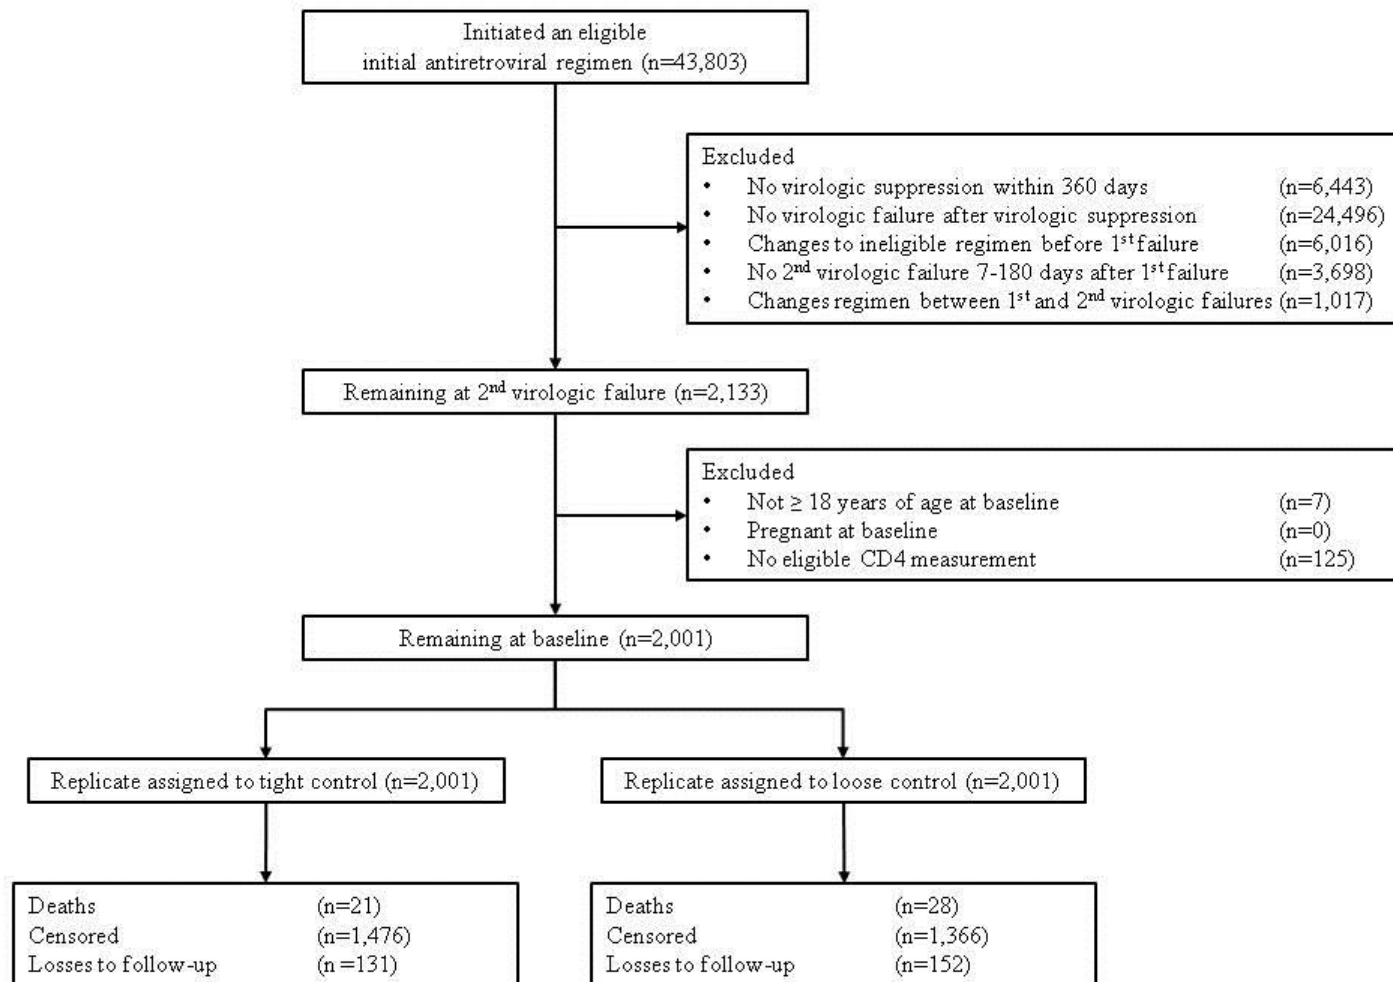 Initiated an eligible
initial antiretroviral regimen (n=43,803)
Excluded
• No virologic suppression within 360 days (n=6,443)
• No virologic failure after virologic suppression (n=24,496)
• Changes to ineligible regimen before 1st failure (n=6,016)
• No 2nd virologic failure 7-180 days after 1st failure (n=3,698)
• Changes regimen between 1st and 2nd virologic failures (n=1,017)
Remaining at 2nd virologic failure (n=2,133)
Excluded
• Not ≥ 18 years of age at baseline (n=7)
• Pregnant at baseline (n=0)
• No eligible CD4 measurement (n=125)
Remaining at baseline (n=2,001)
Replicate assigned to tight control (n=2,001)
Replicate assigned to loose control (n=2,001)
Deaths (n=21)
Censored (n=1,476)
Losses to follow-up (n =131)
Deaths (n=28)
Censored (n=1,366)
Losses to follow-up (n=152)